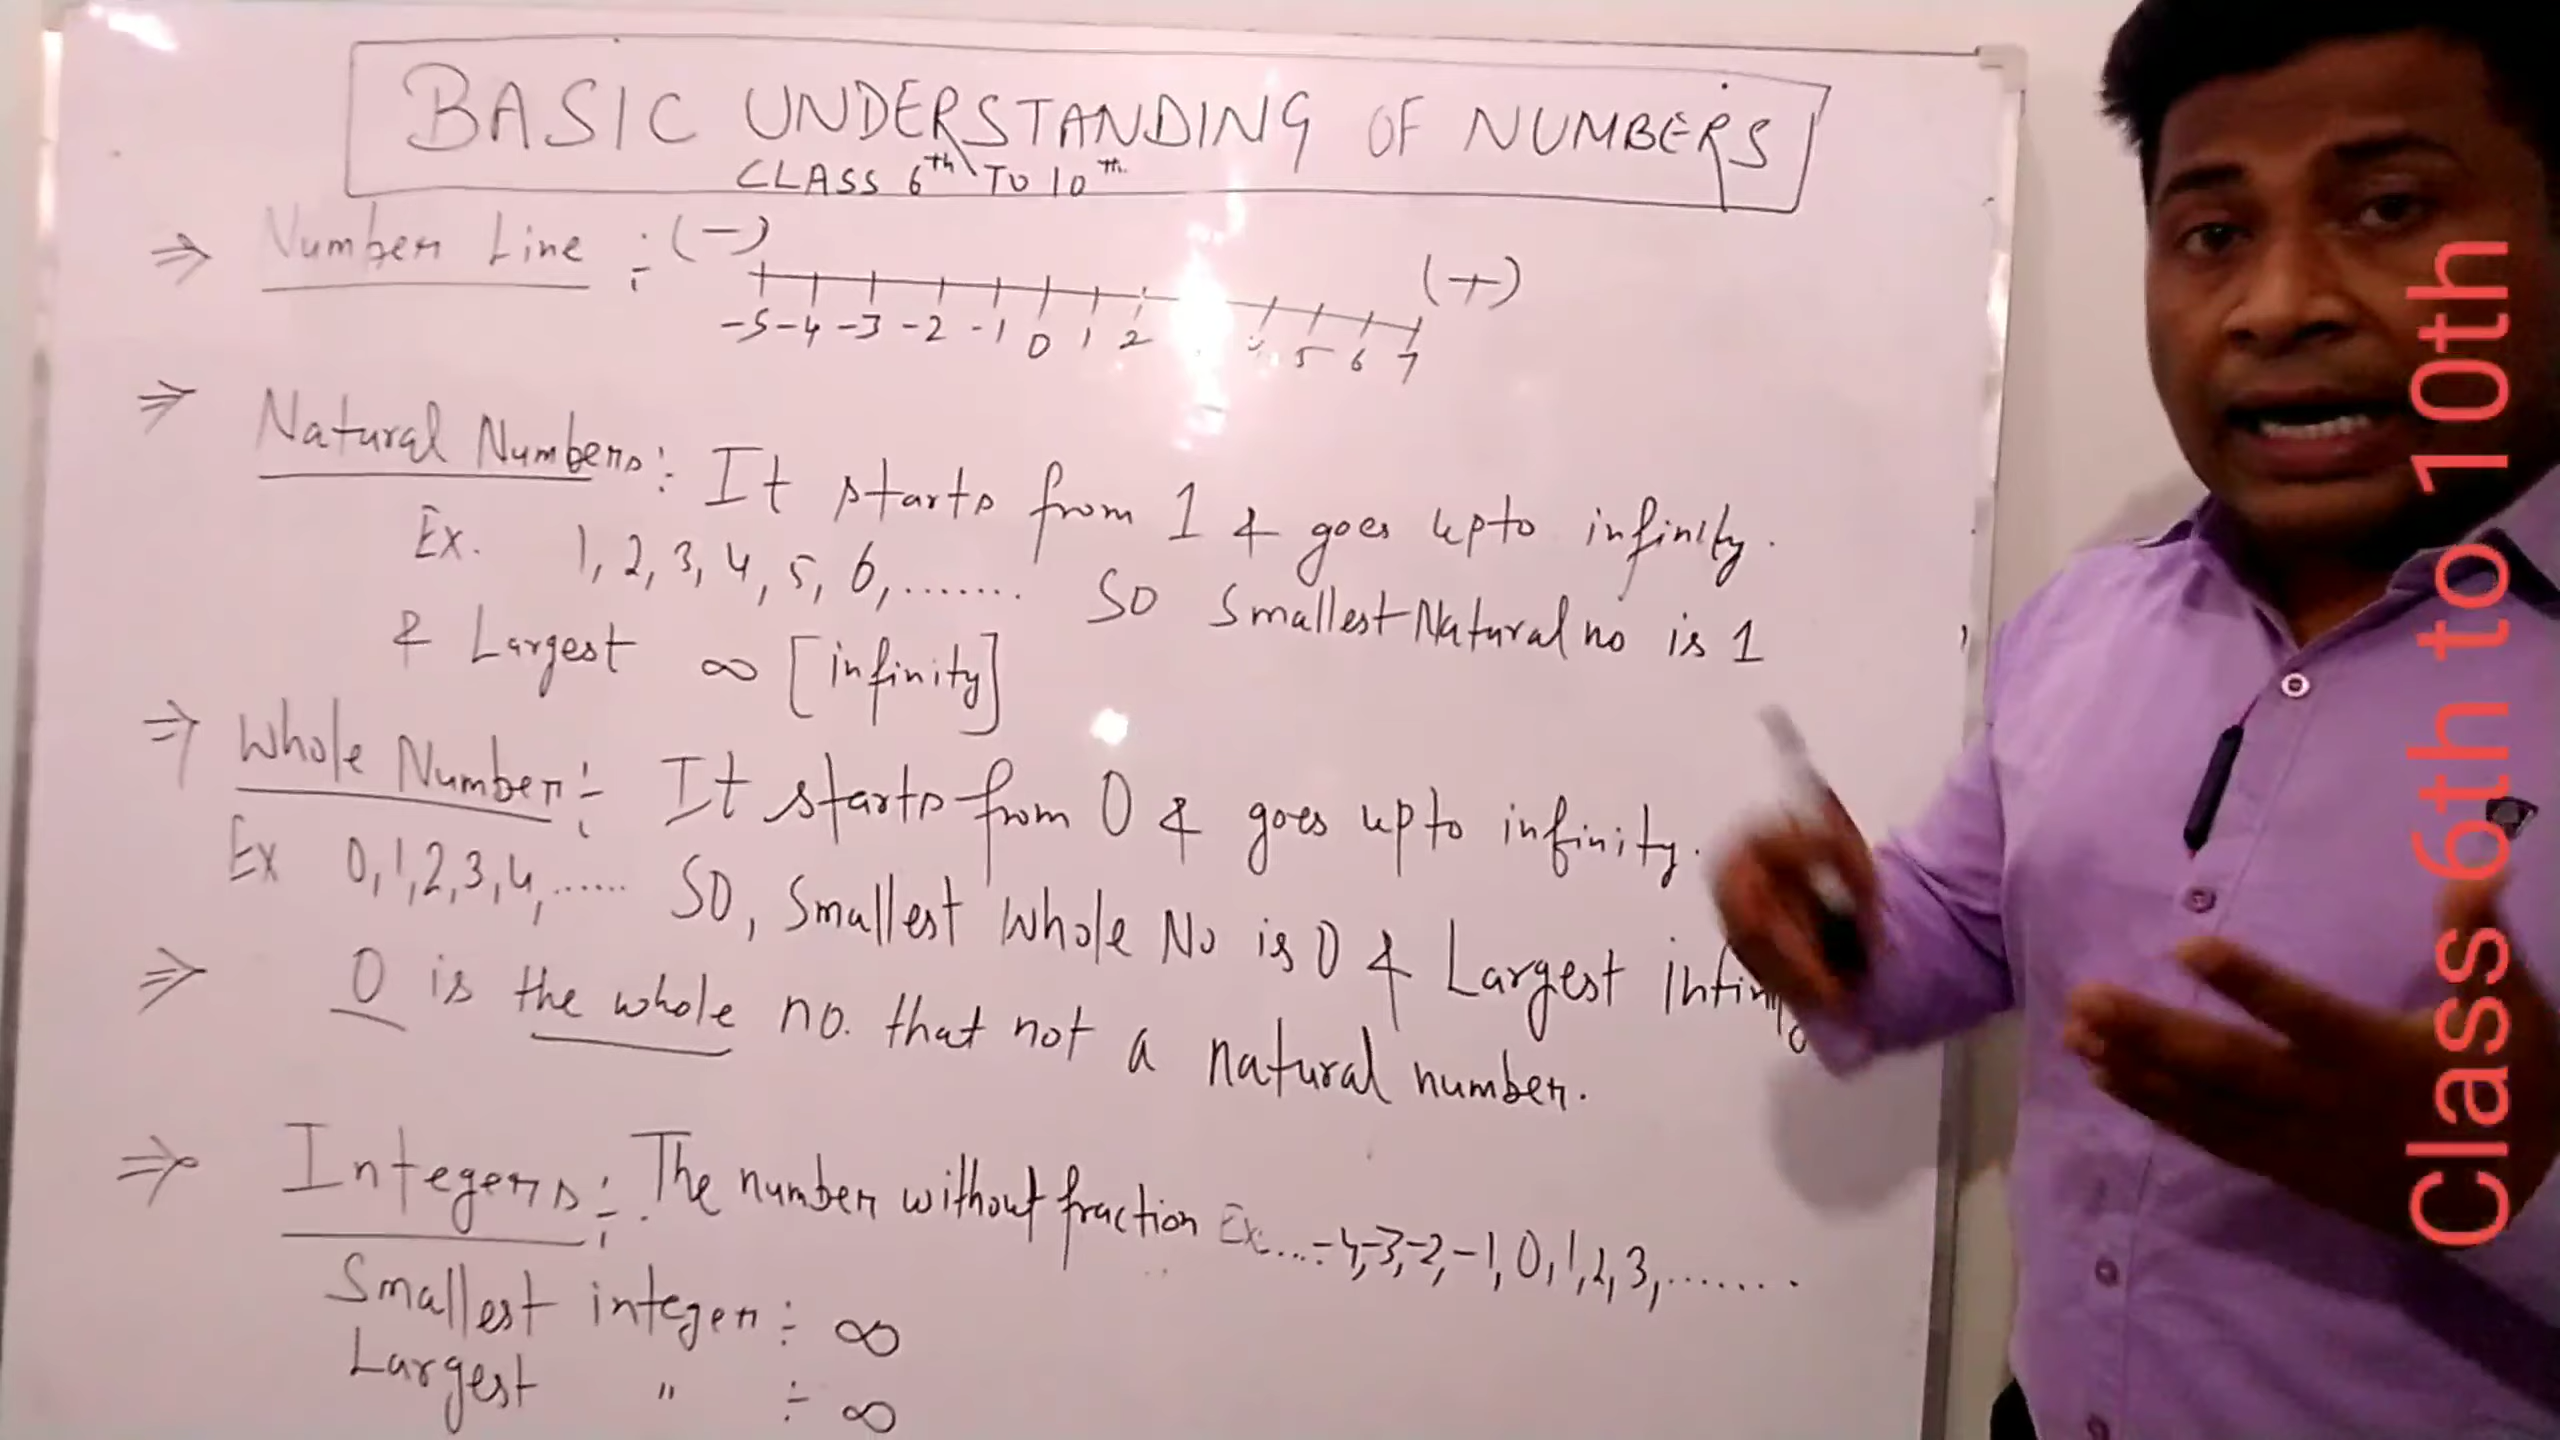 BASIC UNDERSTANDING OF NUMBERS
CLASS 6th TO 10th
⇒ Number Line :- (-) (+)
-5 -4 -3 -2 -1 0 1 2 4 5 6 7
⇒ Natural Numbers :- It starts from 1 & goes upto infinity.
Ex. 1, 2, 3, 4, 5, 6, ........ SO Smallest Natural no is 1
& Largest ∞ [infinity]
⇒ Whole Number :- It starts from 0 & goes upto infinity.
Ex 0, 1, 2, 3, 4, ...... SO, Smallest Whole No is 0 & Largest infinity
⇒ 0 is the whole no. that not a natural number.
⇒ Integers :- The number without fraction Ex... -4, -3, -2, -1, 0, 1, 2, 3, ........
Smallest integer :- ∞
Largest " :- ∞
Class 6th to 10th